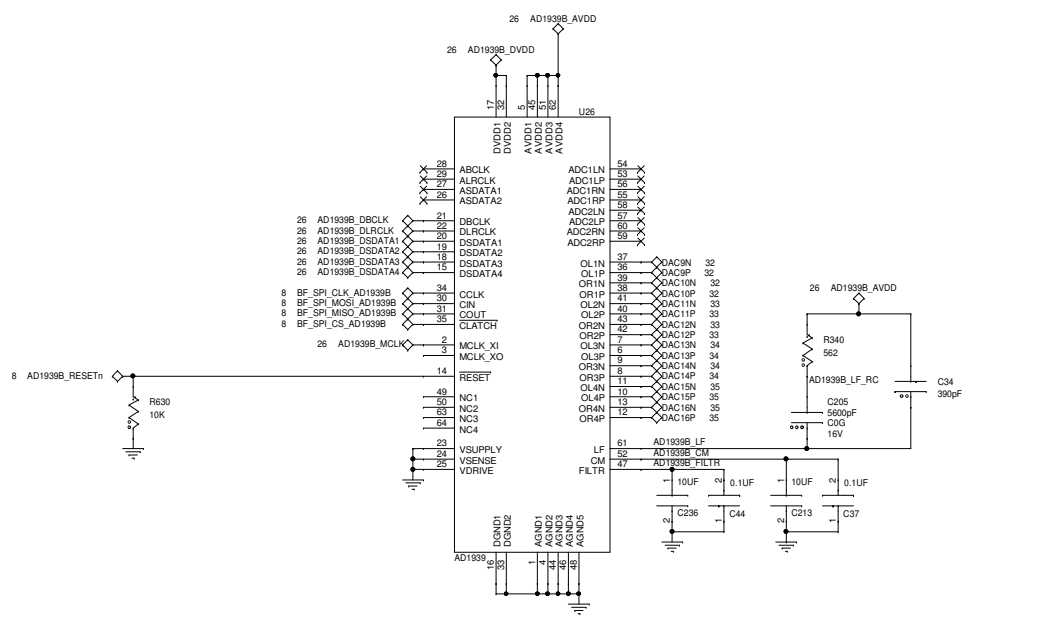 26 AD1939B_AVDD
26 AD1939B_DVDD
17 32 5 45 51 62
U26
DVDD1 DVDD2 AVDD1 AVDD2 AVDD3 AVDD4
28 ABCLK
29 ALRCLK
27 ASDATA1
26 ASDATA2
26 AD1939B_DBCLK 21 DBCLK
26 AD1939B_DLRCLK 22 DLRCLK
26 AD1939B_DSDATA1 20 DSDATA1
26 AD1939B_DSDATA2 19 DSDATA2
26 AD1939B_DSDATA3 18 DSDATA3
26 AD1939B_DSDATA4 15 DSDATA4
8 BF_SPI_CLK_AD1939B 34 CCLK
8 BF_SPI_MOSI_AD1939B 30 CIN
8 BF_SPI_MISO_AD1939B 31 COUT
8 BF_SPI_CS_AD1939B 35 CLATCH
26 AD1939B_MCLK 2 MCLK_XI
3 MCLK_XO
8 AD1939B_RESETn 14 RESET
R630
10K
49 NC1
50 NC2
63 NC3
64 NC4
23 VSUPPLY
24 VSENSE
25 VDRIVE
ADC1LN 54
ADC1LP 53
ADC1RN 56
ADC1RP 55
ADC2LN 58
ADC2LP 57
ADC2RN 60
ADC2RP 59
OL1N 37 DAC9N 32
OL1P 36 DAC9P 32
OR1N 39 DAC10N 32
OR1P 38 DAC10P 32
OL2N 41 DAC11N 33
OL2P 40 DAC11P 33
OR2N 43 DAC12N 33
OR2P 42 DAC12P 33
OL3N 7 DAC13N 34
OL3P 6 DAC13P 34
OR3N 9 DAC14N 34
OR3P 8 DAC14P 34
OL4N 11 DAC15N 35
OL4P 10 DAC15P 35
OR4N 13 DAC16N 35
OR4P 12 DAC16P 35
LF 61 AD1939B_LF
CM 52 AD1939B_CM
FILTR 47 AD1939B_FILTR
26 AD1939B_AVDD
R340
562
AD1939B_LF_RC
C34
390pF
C205
5600pF
C0G
16V
1 10UF 2 0.1UF 1 10UF 2 0.1UF
C236 C44 C213 C37
2 1 2 1
DGND1 DGND2 AGND1 AGND2 AGND3 AGND4 AGND5
AD1939
16 33 1 4 44 46 48